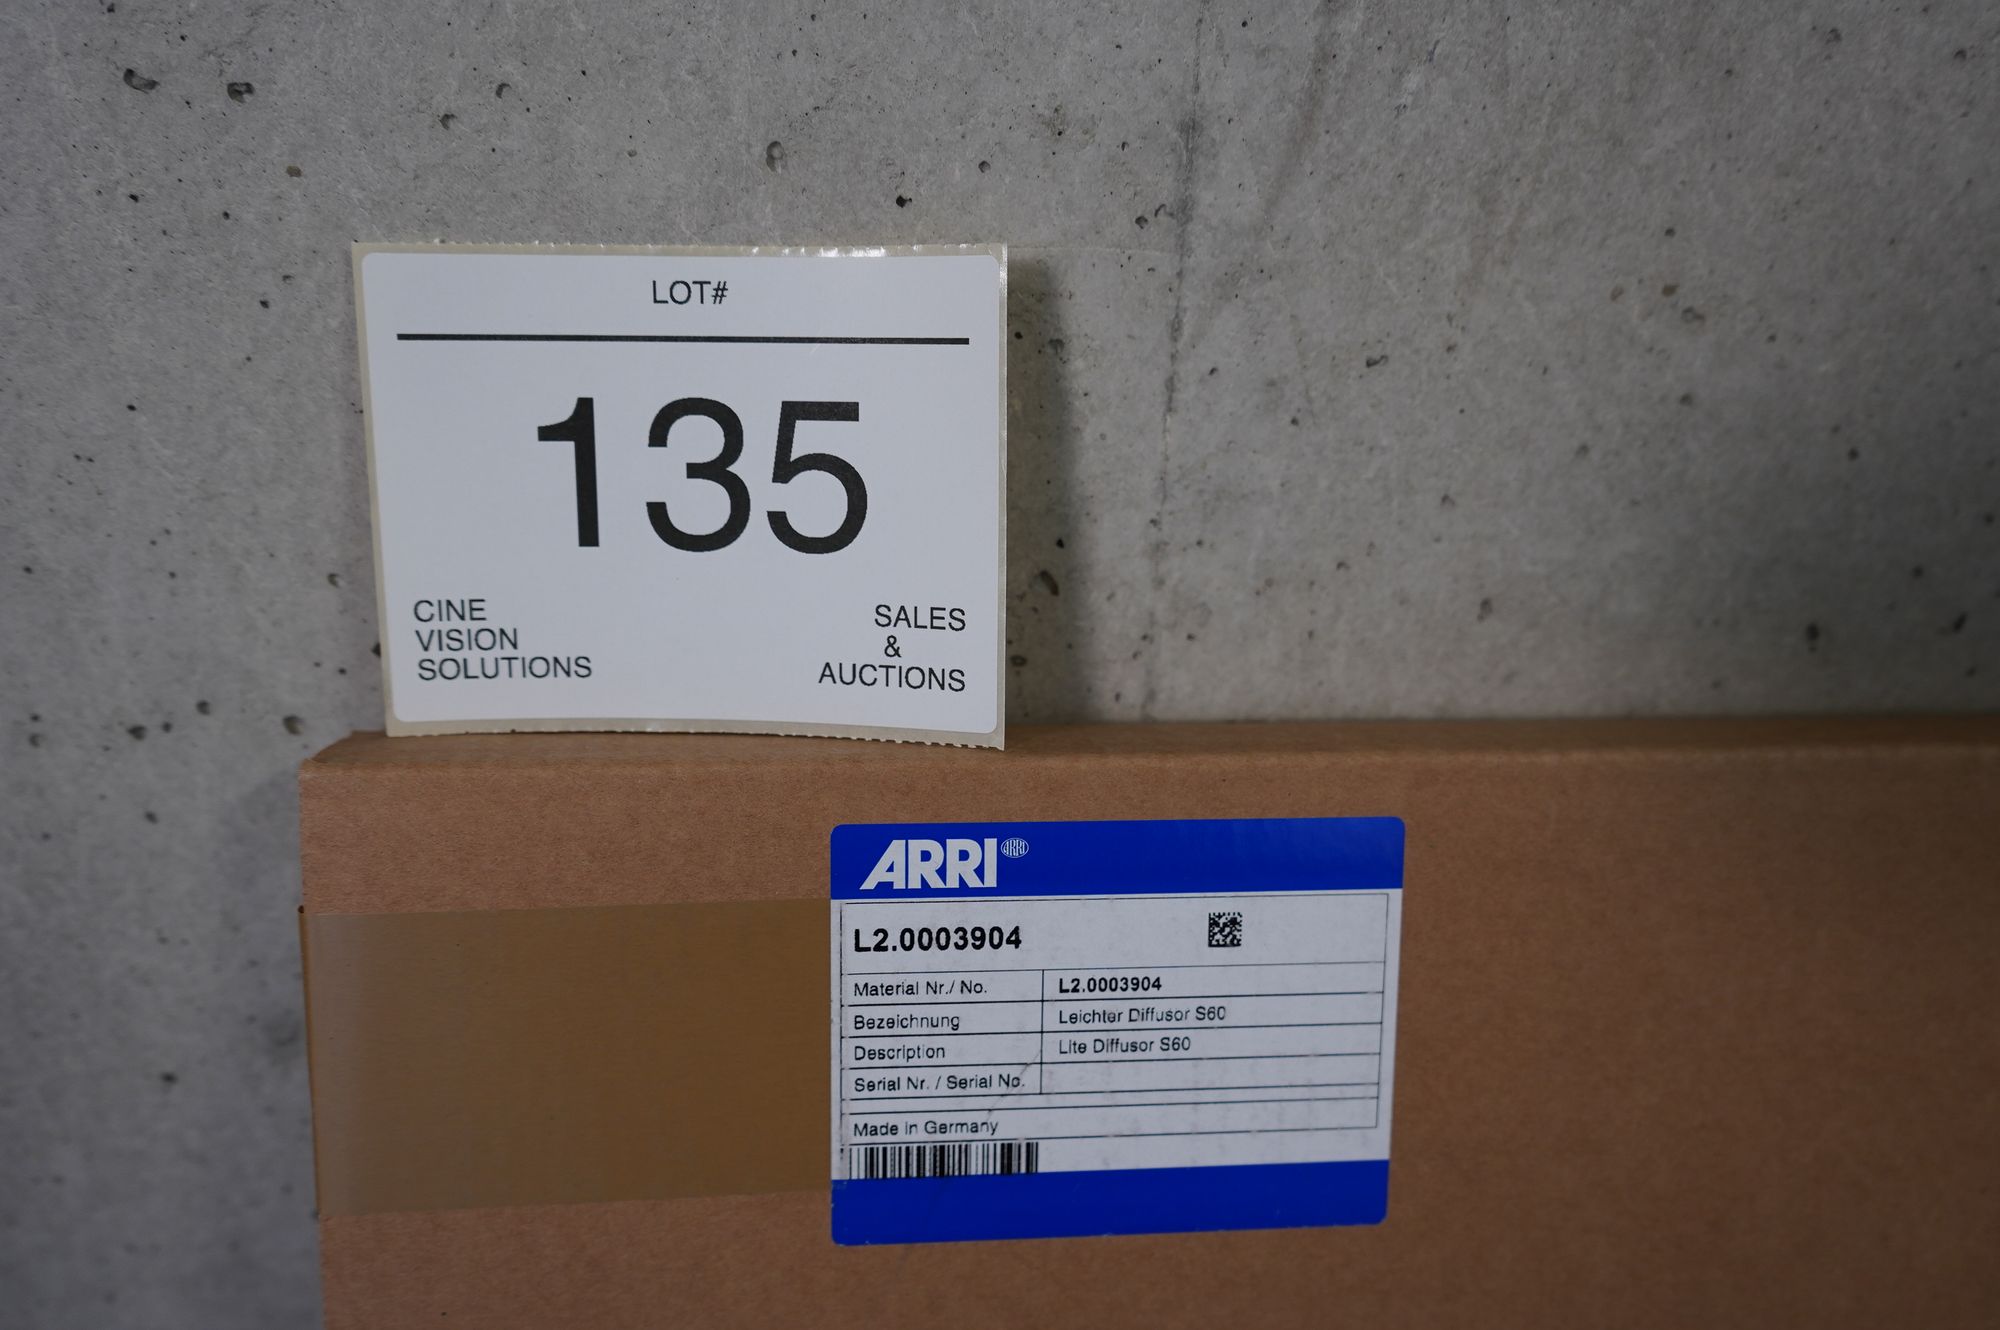 LOT#
135
CINE
VISION
SOLUTIONS
SALES
&
AUCTIONS
ARRI® 
L2.0003904
Material Nr./ No. L2.0003904
Bezeichnung Leichter Diffusor S60
Description Lite Diffusor S60
Serial Nr. / Serial No.
Made in Germany